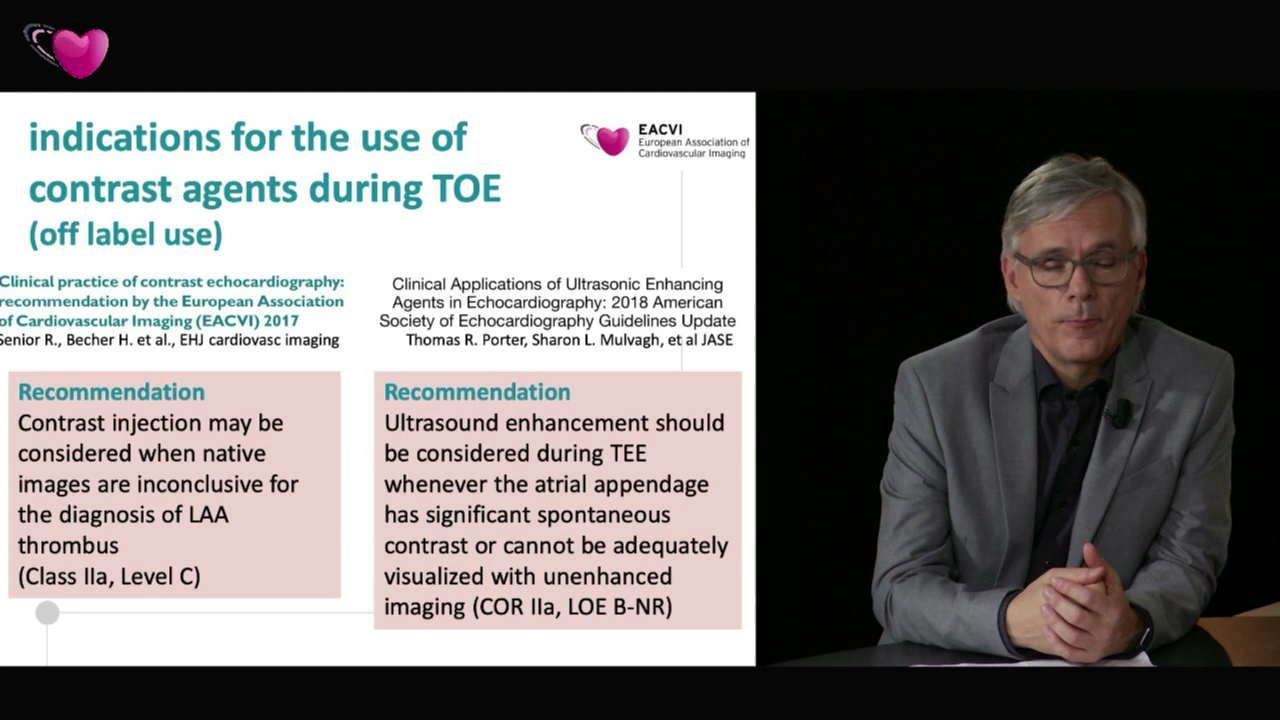 indications for the use of
contrast agents during TOE
(off label use)
EACVI
European Association of
Cardiovascular Imaging
Clinical practice of contrast echocardiography:
recommendation by the European Association
of Cardiovascular Imaging (EACVI) 2017
Senior R., Becher H. et al., EHJ cardiovasc imaging
Clinical Applications of Ultrasonic Enhancing
Agents in Echocardiography: 2018 American
Society of Echocardiography Guidelines Update
Thomas R. Porter, Sharon L. Mulvagh, et al JASE
Recommendation
Contrast injection may be
considered when native
images are inconclusive for
the diagnosis of LAA
thrombus
(Class IIa, Level C)
Recommendation
Ultrasound enhancement should
be considered during TEE
whenever the atrial appendage
has significant spontaneous
contrast or cannot be adequately
visualized with unenhanced
imaging (COR IIa, LOE B-NR)